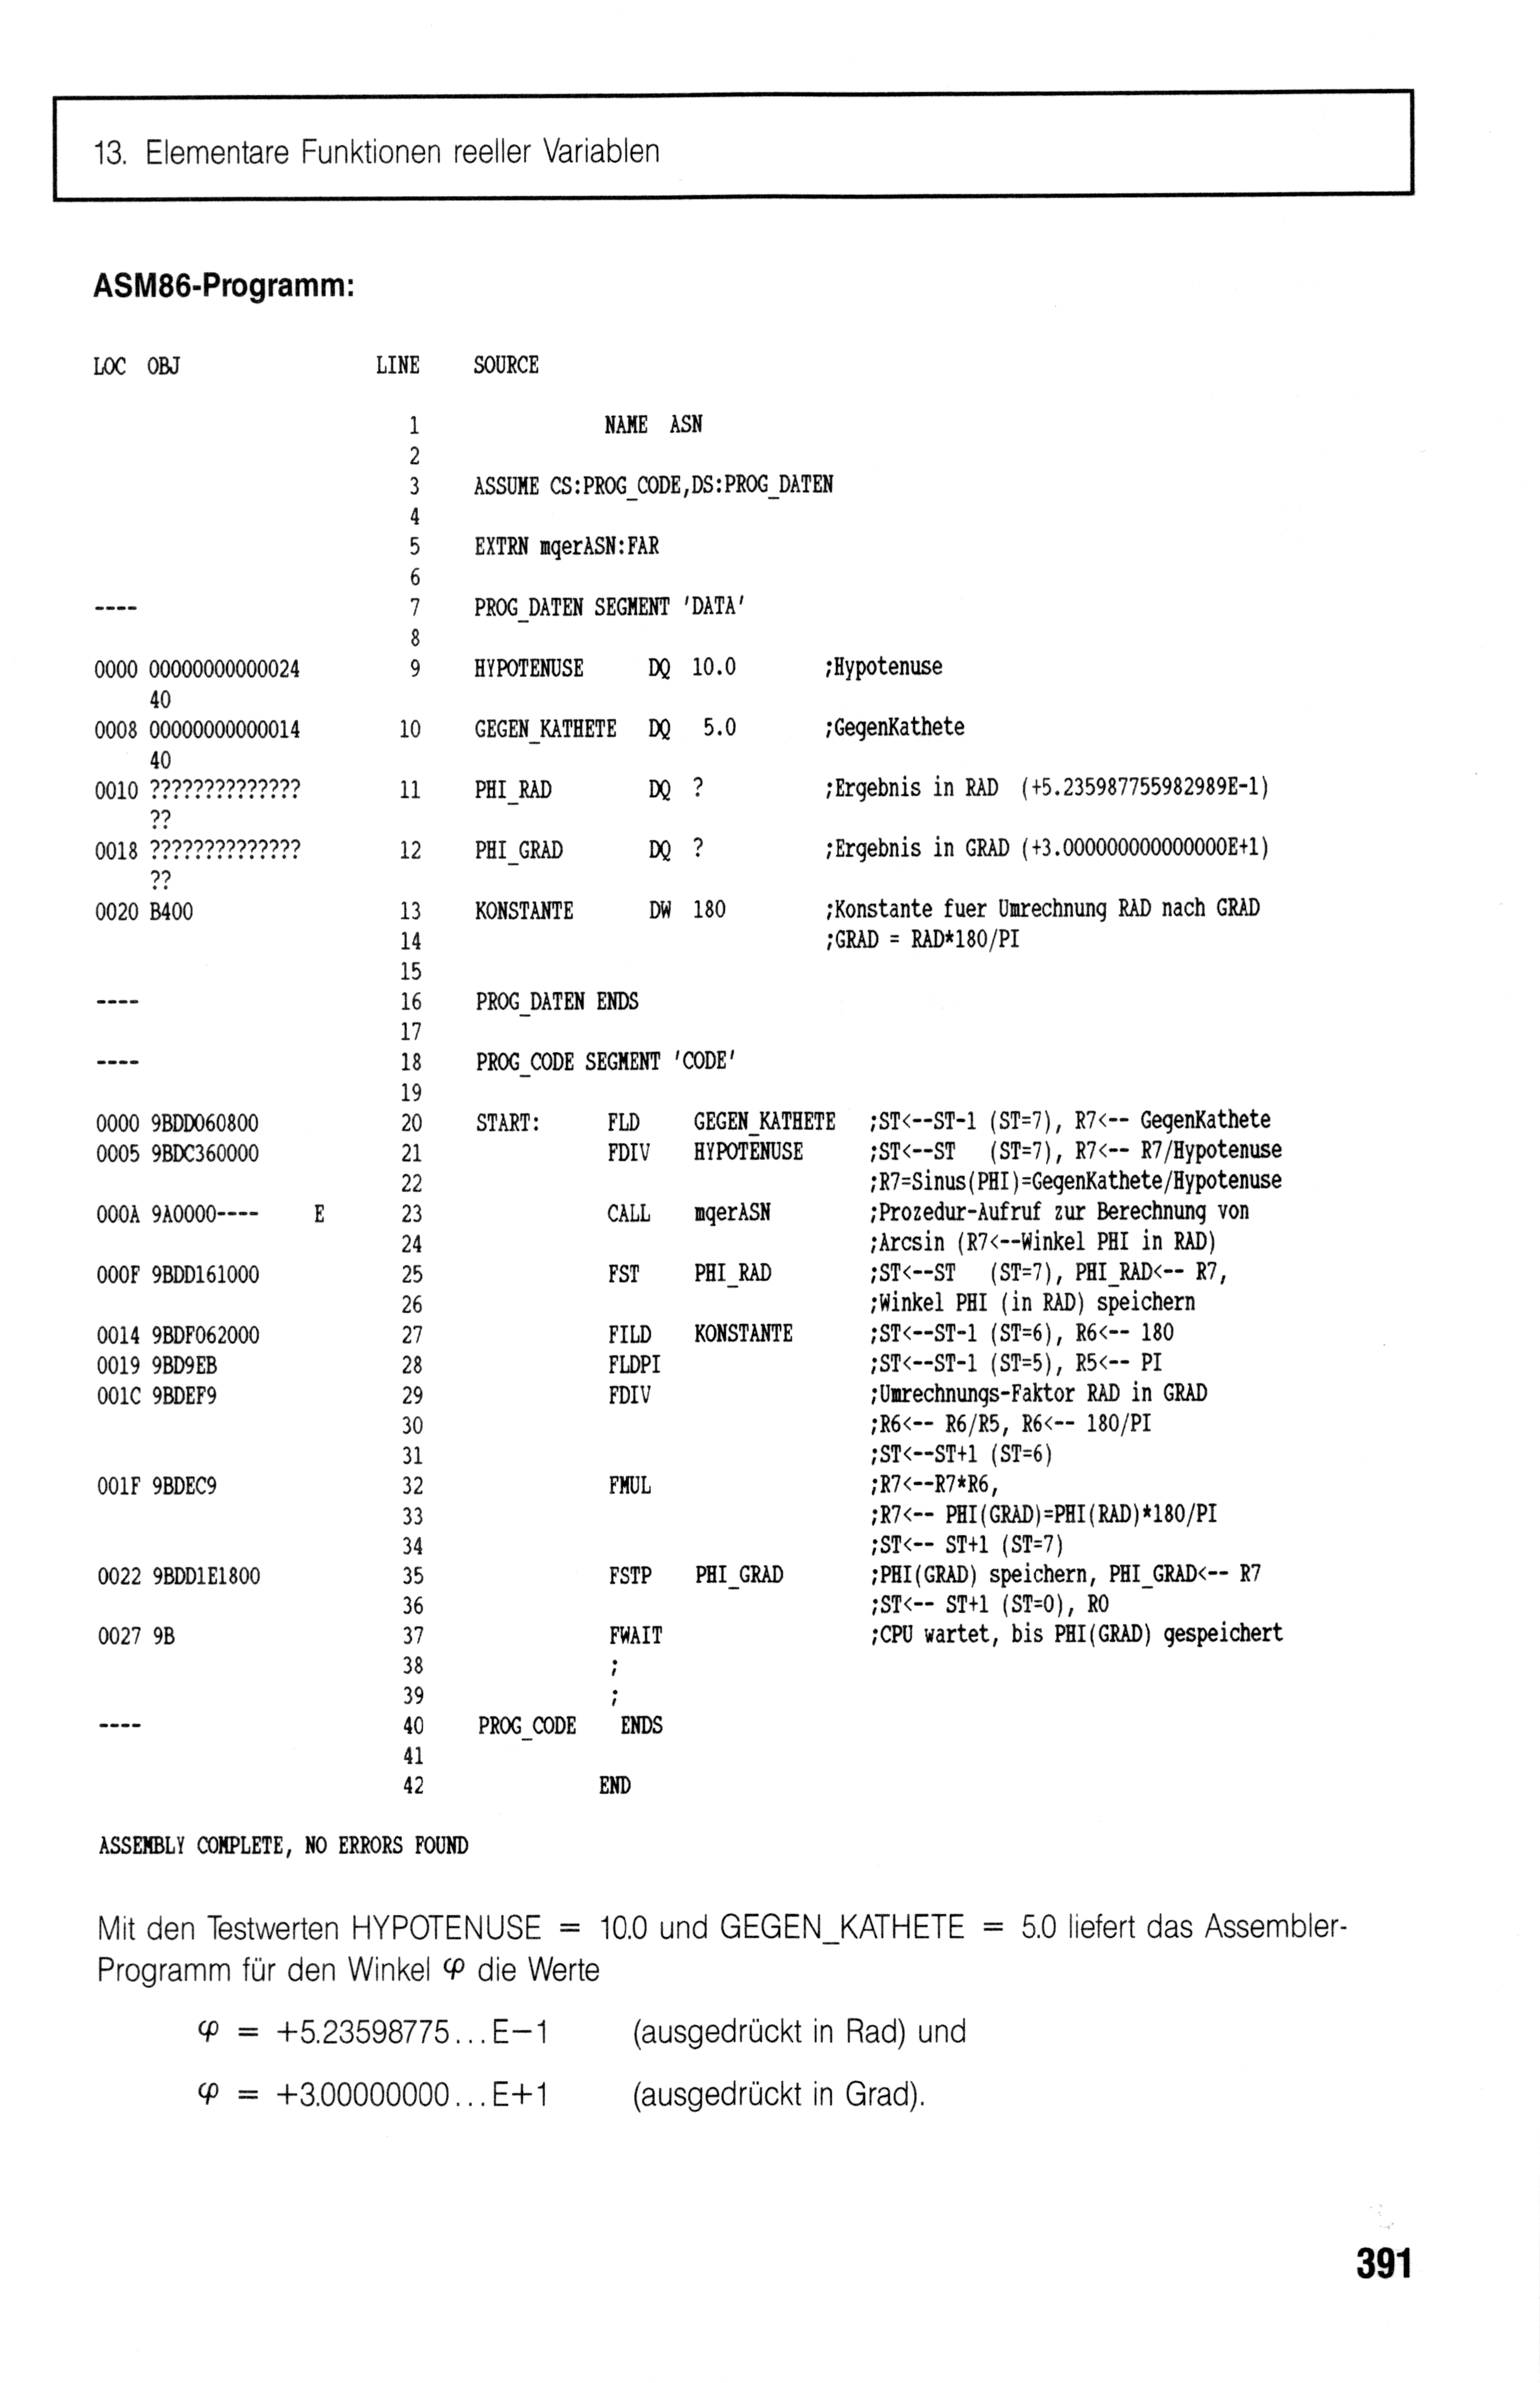 13. Elementare Funktionen reeller Variablen
ASM86-Programm:
LOC OBJ LINE SOURCE
1 NAME ASN
2
3 ASSUME CS:PROG_CODE,DS:PROG_DATEN
4
5 EXTRN mqerASN:FAR
6
---- 7 PROG_DATEN SEGMENT 'DATA'
8
0000 00000000000024 9 HYPOTENUSE DQ 10.0 ;Hypotenuse
40
0008 00000000000014 10 GEGEN_KATHETE DQ 5.0 ;GegenKathete
40
0010 ?????????????? 11 PHI_RAD DQ ? ;Ergebnis in RAD (+5.235987755982989E-1)
??
0018 ?????????????? 12 PHI_GRAD DQ ? ;Ergebnis in GRAD (+3.000000000000000E+1)
??
0020 B400 13 KONSTANTE DW 180 ;Konstante fuer Umrechnung RAD nach GRAD
14 ;GRAD = RAD*180/PI
15
---- 16 PROG_DATEN ENDS
17
---- 18 PROG_CODE SEGMENT 'CODE'
19
0000 9BDD060800 20 START: FLD GEGEN_KATHETE ;ST<--ST-1 (ST=7), R7<-- GegenKathete
0005 9BDC360000 21 FDIV HYPOTENUSE ;ST<--ST (ST=7), R7<-- R7/Hypotenuse
22 ;R7=Sinus(PHI)=GegenKathete/Hypotenuse
000A 9A0000---- E 23 CALL mqerASN ;Prozedur-Aufruf zur Berechnung von
24 ;Arcsin (R7<--Winkel PHI in RAD)
000F 9BDD161000 25 FST PHI_RAD ;ST<--ST (ST=7), PHI_RAD<-- R7,
26 ;Winkel PHI (in RAD) speichern
0014 9BDF062000 27 FILD KONSTANTE ;ST<--ST-1 (ST=6), R6<-- 180
0019 9BD9EB 28 FLDPI ;ST<--ST-1 (ST=5), R5<-- PI
001C 9BDEF9 29 FDIV ;Umrechnungs-Faktor RAD in GRAD
30 ;R6<-- R6/R5, R6<-- 180/PI
31 ;ST<--ST+1 (ST=6)
001F 9BDEC9 32 FMUL ;R7<--R7*R6,
33 ;R7<-- PHI(GRAD)=PHI(RAD)*180/PI
34 ;ST<-- ST+1 (ST=7)
0022 9BDD1E1800 35 FSTP PHI_GRAD ;PHI(GRAD) speichern, PHI_GRAD<-- R7
36 ;ST<-- ST+1 (ST=0), R0
0027 9B 37 FWAIT ;CPU wartet, bis PHI(GRAD) gespeichert
38 ;
39 ;
---- 40 PROG_CODE ENDS
41
42 END
ASSEMBLY COMPLETE, NO ERRORS FOUND
Mit den Testwerten HYPOTENUSE = 10.0 und GEGEN_KATHETE = 5.0 liefert das Assembler-
Programm für den Winkel φ die Werte
φ = +5.23598775...E−1 (ausgedrückt in Rad) und
φ = +3.00000000...E+1 (ausgedrückt in Grad).
391